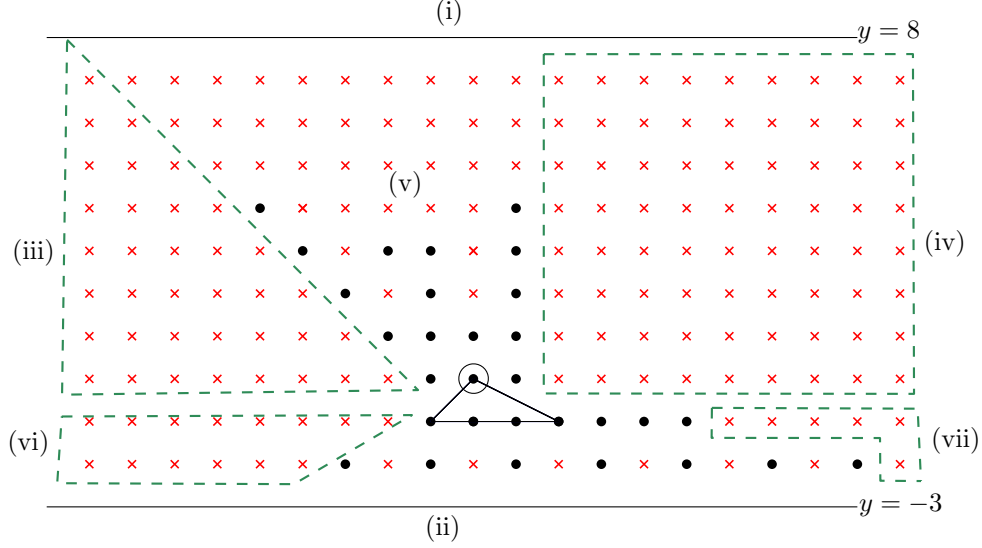 (i)
y = 8
(v)
(iii)
(iv)
(vi)
(vii)
y = −3
(ii)